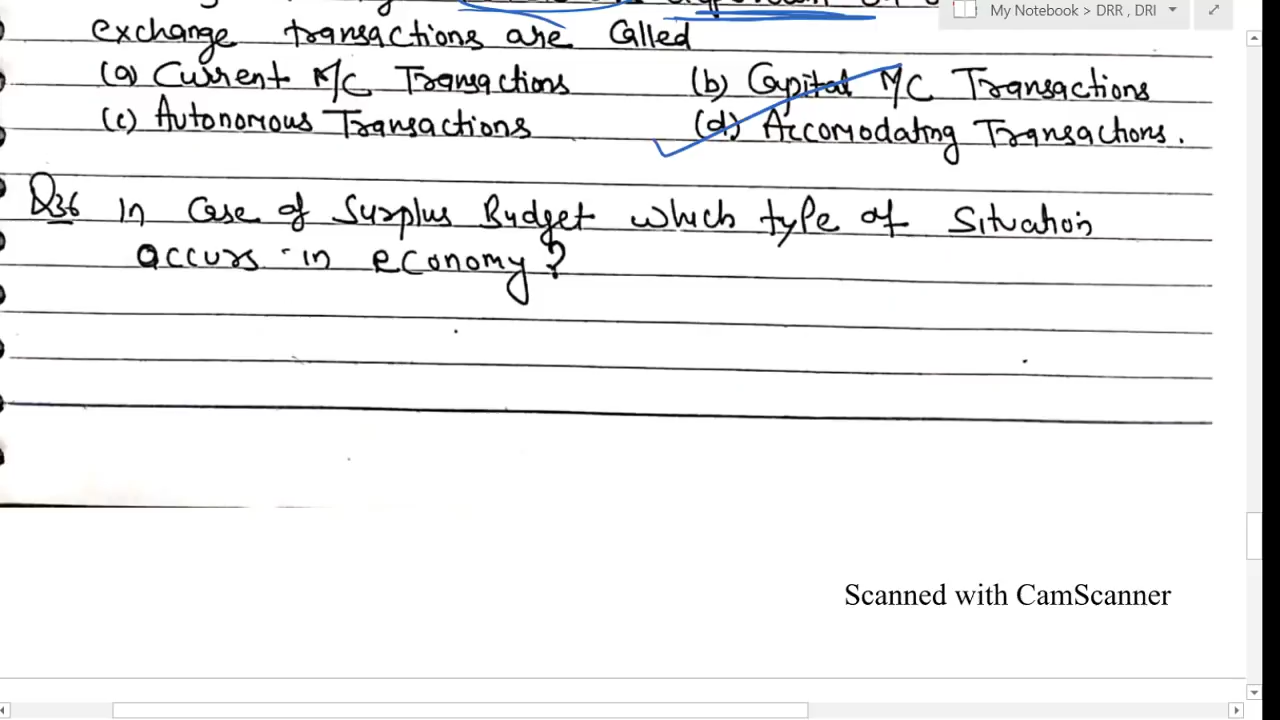 My Notebook > DRR , DRI
exchange transactions are Called
(a) Current A/C Transactions (b) Capital A/C Transactions
(c) Autonomous Transactions (d) Accomodating Transactions.
Q36 In Case of Surplus Budget which type of Situation
occurs in economy?
Scanned with CamScanner